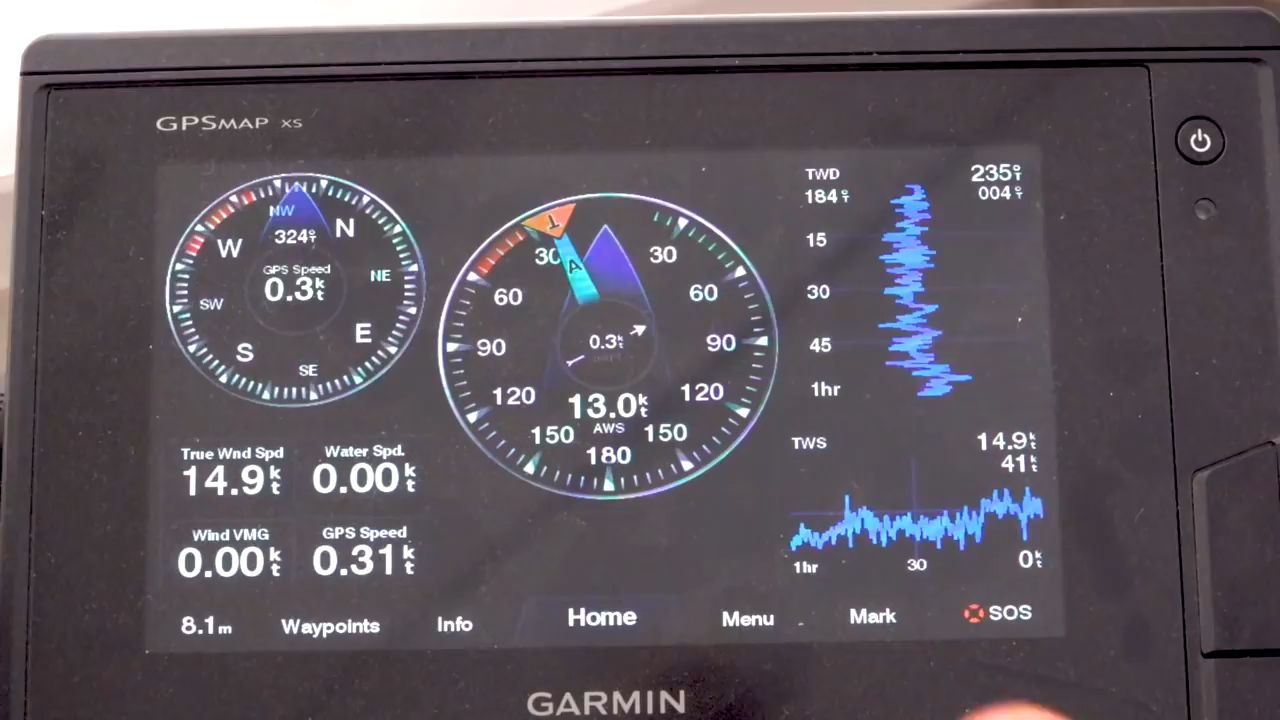 GPSMAP XS
NW
324°T
N
W
NE
GPS Speed
0.3kt
SW
E
S
SE
T
A
30
30
60
60
90
90
0.3kt
120
120
13.0kt
AWS
150
150
180
TWD
235°T
184°T
004°T
15
30
45
1hr
TWS
14.9kt
41kt
1hr
30
0kt
True Wnd Spd
14.9kt
Water Spd.
0.00kt
Wind VMG
0.00kt
GPS Speed
0.31kt
8.1m
Waypoints
Info
Home
Menu
Mark
SOS
GARMIN